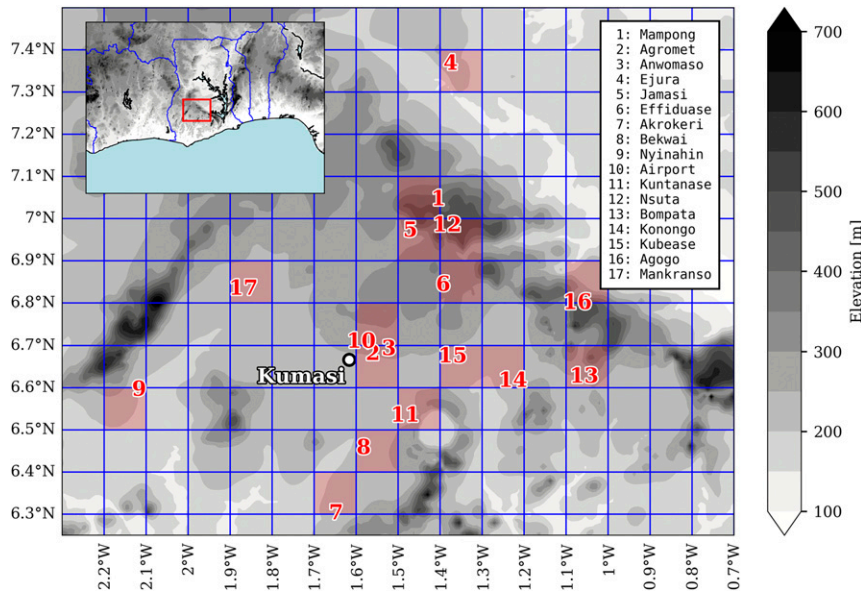 7.4°N
7.3°N
7.2°N
7.1°N
7°N
6.9°N
6.8°N
6.7°N
6.6°N
6.5°N
6.4°N
6.3°N
4
1
5
12
6
17
16
10
2
3
15
14
13
9
11
8
7
Kumasi
1: Mampong
2: Agromet
3: Anwomaso
4: Ejura
5: Jamasi
6: Effiduase
7: Akrokeri
8: Bekwai
9: Nyinahin
10: Airport
11: Kuntanase
12: Nsuta
13: Bompata
14: Konongo
15: Kubease
16: Agogo
17: Mankranso
2.2°W
2.1°W
2°W
1.9°W
1.8°W
1.7°W
1.6°W
1.5°W
1.4°W
1.3°W
1.2°W
1.1°W
1°W
0.9°W
0.8°W
0.7°W
700
600
500
400
300
200
100
Elevation [m]